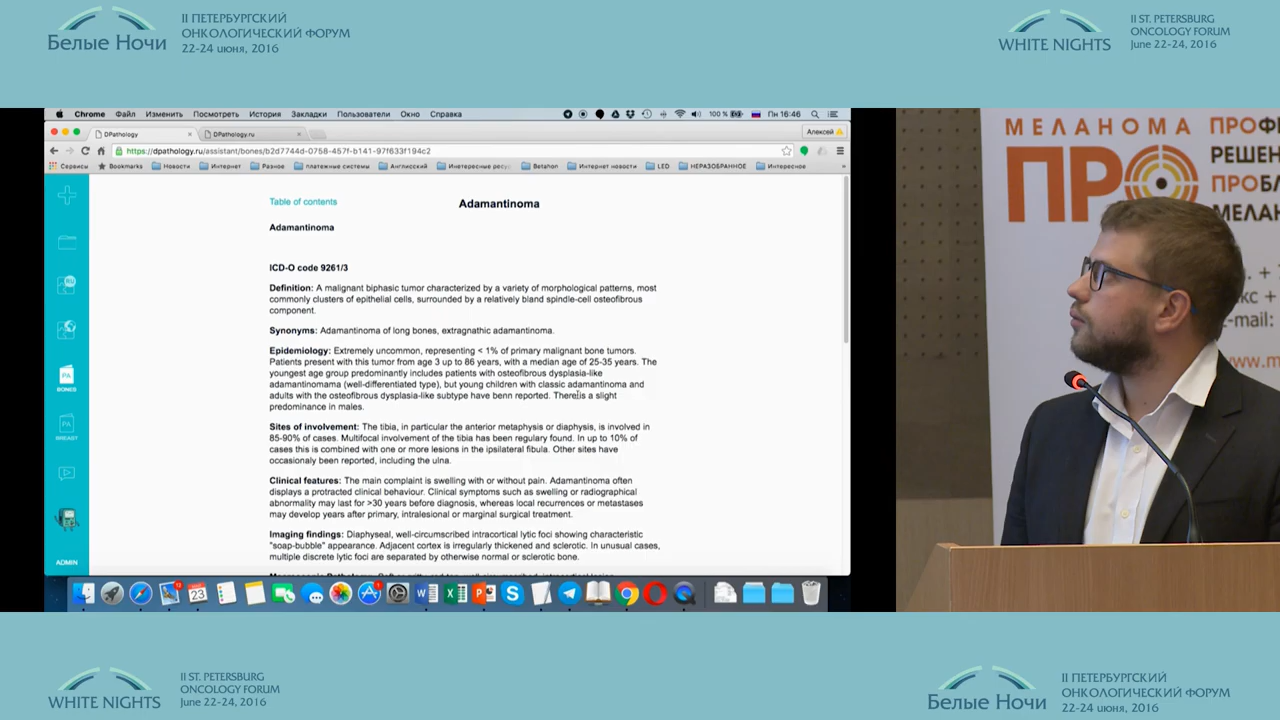 II ПЕТЕРБУРГСКИЙ
ОНКОЛОГИЧЕСКИЙ ФОРУМ
22-24 июня, 2016
Белые Ночи
II ST. PETERSBURG
ONCOLOGY FORUM
June 22-24, 2016
WHITE NIGHTS
Chrome Файл Изменить Посмотреть История Закладки Пользователи Окно Справка 100 % Пн 16:46
DPathology
DPathology.ru
Алексей
https://dpathology.ru/assistant/bones/b2d7744d-0758-457f-b141-97f633f194c2
Сервисы Bookmarks Новости Интернет Разное платежные системы Английский Интересные ресу Betahon Интернет новости LED НЕРАЗОБРАННОЕ Интересное
RU
PA
BONES
PA
BREAST
ADMIN
Table of contents
Adamantinoma
Adamantinoma
ICD-O code 9261/3
Definition: A malignant biphasic tumor characterized by a variety of morphological patterns, most
commonly clusters of epithelial cells, surrounded by a relatively bland spindle-cell osteofibrous
component.
Synonyms: Adamantinoma of long bones, extragnathic adamantinoma.
Epidemiology: Extremely uncommon, representing < 1% of primary malignant bone tumors.
Patients present with this tumor from age 3 up to 86 years, with a median age of 25-35 years. The
youngest age group predominantly includes patients with osteofibrous dysplasia-like
adamantinomama (well-differentiated type), but young children with classic adamantinoma and
adults with the osteofibrous dysplasia-like subtype have benn reported. There is a slight
predominance in males.
Sites of involvement: The tibia, in particular the anterior metaphysis or diaphysis, is involved in
85-90% of cases. Multifocal involvement of the tibia has been regulary found. In up to 10% of
cases this is combined with one or more lesions in the ipsilateral fibula. Other sites have
occasionaly been reported, including the ulna.
Clinical features: The main complaint is swelling with or without pain. Adamantinoma often
displays a protracted clinical behaviour. Clinical symptoms such as swelling or radiographical
abnormality may last for >30 years before diagnosis, whereas local recurrences or metastases
may develop years after primary, intralesional or marginal surgical treatment.
Imaging findings: Diaphyseal, well-circumscribed intracortical lytic foci showing characteristic
"soap-bubble" appearance. Adjacent cortex is irregularly thickened and sclerotic. In unusual cases,
multiple discrete lytic foci are separated by otherwise normal or sclerotic bone.
23
МЕЛАНОМА
ПРО
ПРОФ
РЕШЕН
ПРОБЛ
МЕЛАН
-mail:
WHITE NIGHTS
II ST. PETERSBURG
ONCOLOGY FORUM
June 22-24, 2016
Белые Ночи
II ПЕТЕРБУРГСКИЙ
ОНКОЛОГИЧЕСКИЙ ФОРУМ
22-24 июня, 2016